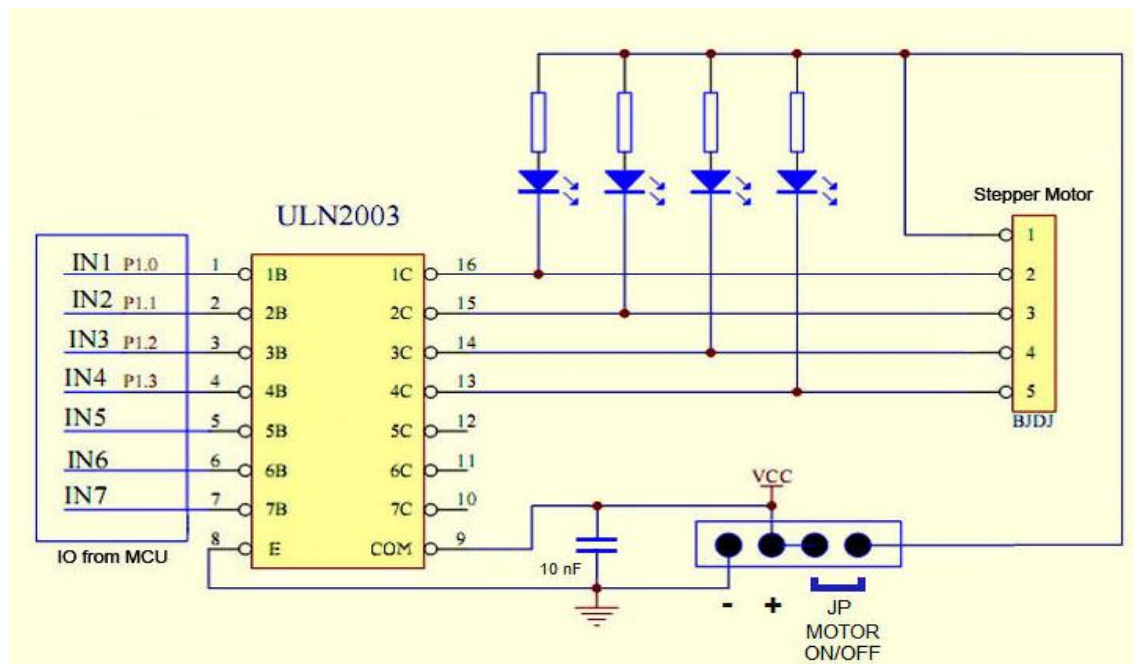 Stepper Motor
ULN2003
1
IN1 P1.0 1 1B 1C 16 2
IN2 P1.1 2 2B 2C 15 3
IN3 P1.2 3 3B 3C 14 4
IN4 P1.3 4 4B 4C 13 5
BJDJ
IN5 5 5B 5C 12
IN6 6 6B 6C 11
IN7 7 7B 7C 10
VCC
8 E COM 9
IO from MCU
10 nF
- + JP
MOTOR
ON/OFF